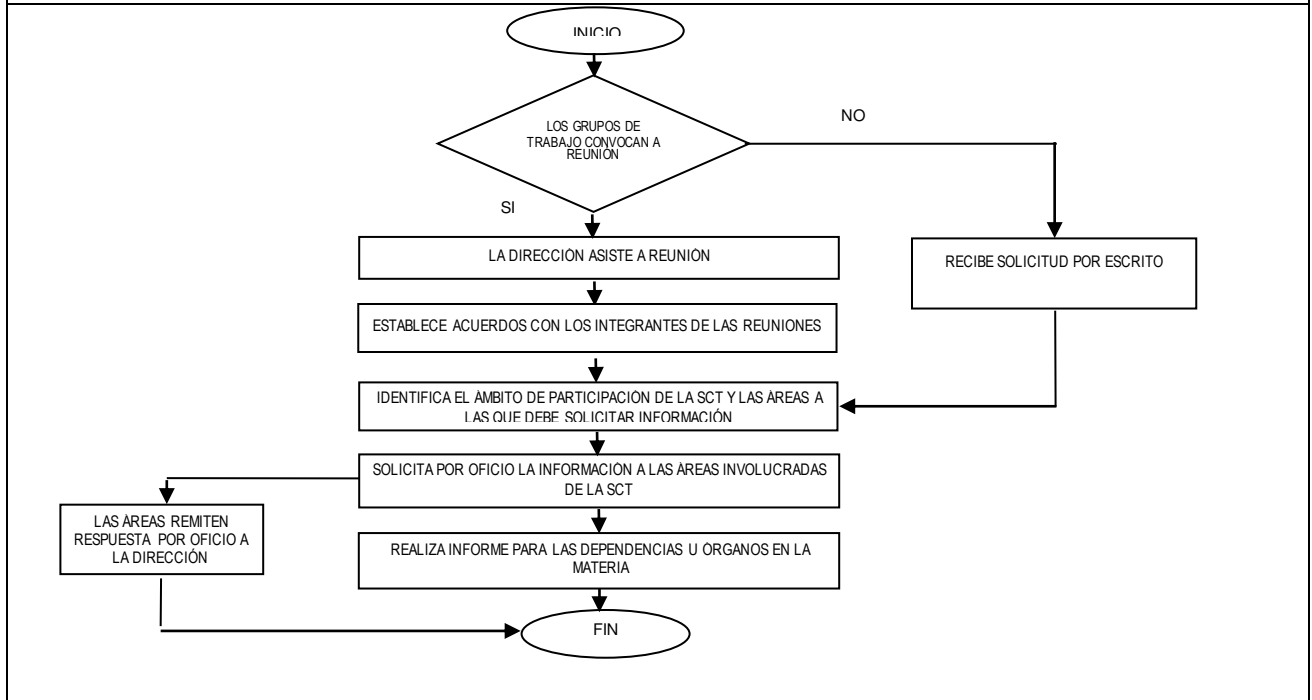 INICIO
LOS GRUPOS DE
TRABAJO CONVOCAN A
REUNIÓN
NO
SI
LA DIRECCIÓN ASISTE A REUNIÓN
RECIBE SOLICITUD POR ESCRITO
ESTABLECE ACUERDOS CON LOS INTEGRANTES DE LAS REUNIONES
IDENTIFICA EL ÁMBITO DE PARTICIPACIÓN DE LA SCT Y LAS ÁREAS A
LAS QUE DEBE SOLICITAR INFORMACIÓN
SOLICITA POR OFICIO LA INFORMACIÓN A LAS ÁREAS INVOLUCRADAS
DE LA SCT
LAS ÁREAS REMITEN
RESPUESTA POR OFICIO A
LA DIRECCIÓN
REALIZA INFORME PARA LAS DEPENDENCIAS U ÓRGANOS EN LA
MATERIA
FIN